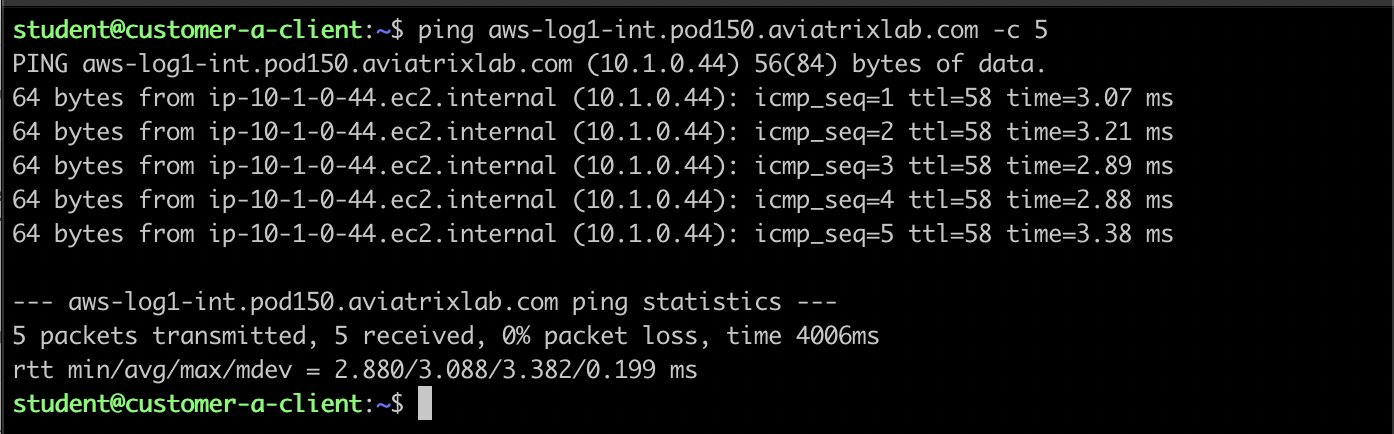 student@customer-a-client:~$ ping aws-log1-int.pod150.aviatrixlab.com -c 5
PING aws-log1-int.pod150.aviatrixlab.com (10.1.0.44) 56(84) bytes of data.
64 bytes from ip-10-1-0-44.ec2.internal (10.1.0.44): icmp_seq=1 ttl=58 time=3.07 ms
64 bytes from ip-10-1-0-44.ec2.internal (10.1.0.44): icmp_seq=2 ttl=58 time=3.21 ms
64 bytes from ip-10-1-0-44.ec2.internal (10.1.0.44): icmp_seq=3 ttl=58 time=2.89 ms
64 bytes from ip-10-1-0-44.ec2.internal (10.1.0.44): icmp_seq=4 ttl=58 time=2.88 ms
64 bytes from ip-10-1-0-44.ec2.internal (10.1.0.44): icmp_seq=5 ttl=58 time=3.38 ms
--- aws-log1-int.pod150.aviatrixlab.com ping statistics ---
5 packets transmitted, 5 received, 0% packet loss, time 4006ms
rtt min/avg/max/mdev = 2.880/3.088/3.382/0.199 ms
student@customer-a-client:~$